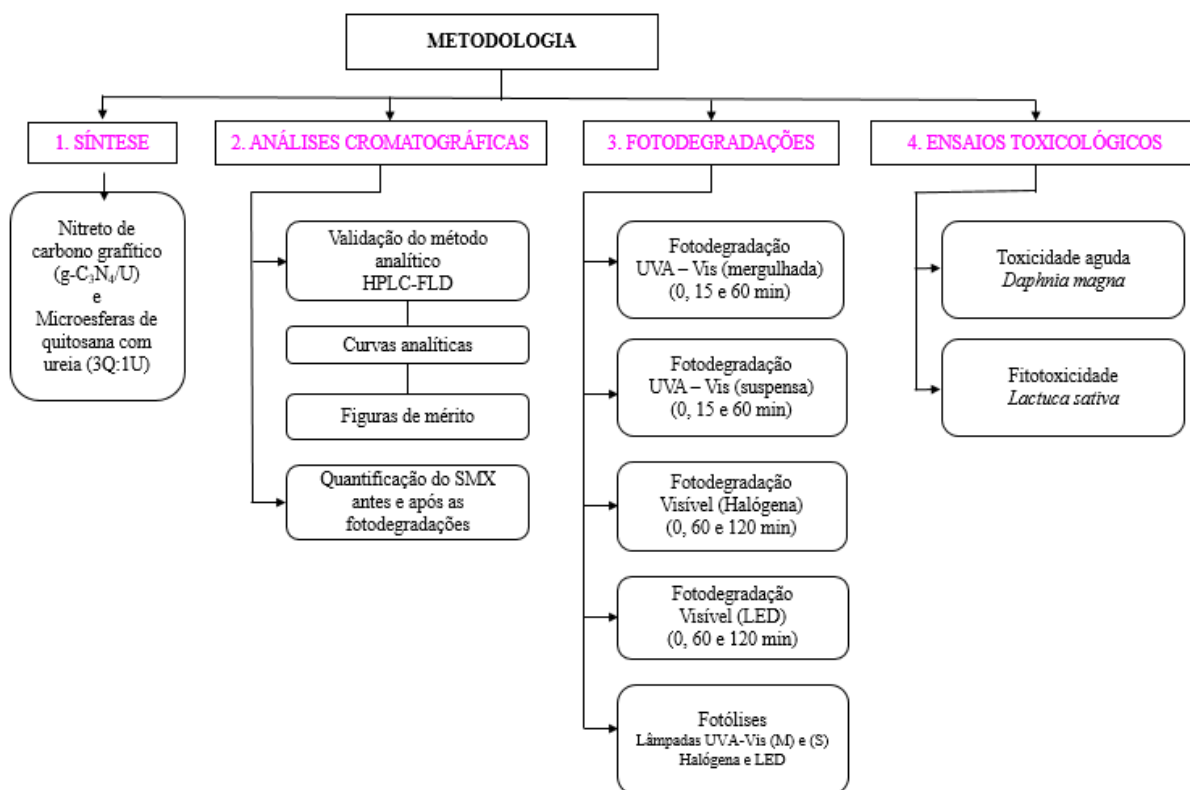 METODOLOGIA
1. SÍNTESE
Nitreto de
carbono grafítico
(g-C₃N₄/U)
e
Microesferas de
quitosana com
ureia (3Q:1U)
2. ANÁLISES CROMATOGRÁFICAS
Validação do método
analítico
HPLC-FLD
Curvas analíticas
Figuras de mérito
Quantificação do SMX
antes e após as
fotodegradações
3. FOTODEGRADAÇÕES
Fotodegradação
UVA – Vis (mergulhada)
(0, 15 e 60 min)
Fotodegradação
UVA – Vis (suspensa)
(0, 15 e 60 min)
Fotodegradação
Visível (Halógena)
(0, 60 e 120 min)
Fotodegradação
Visível (LED)
(0, 60 e 120 min)
Fotólises
Lâmpadas UVA-Vis (M) e (S)
Halógena e LED
4. ENSAIOS TOXICOLÓGICOS
Toxicidade aguda
Daphnia magna
Fitotoxicidade
Lactuca sativa